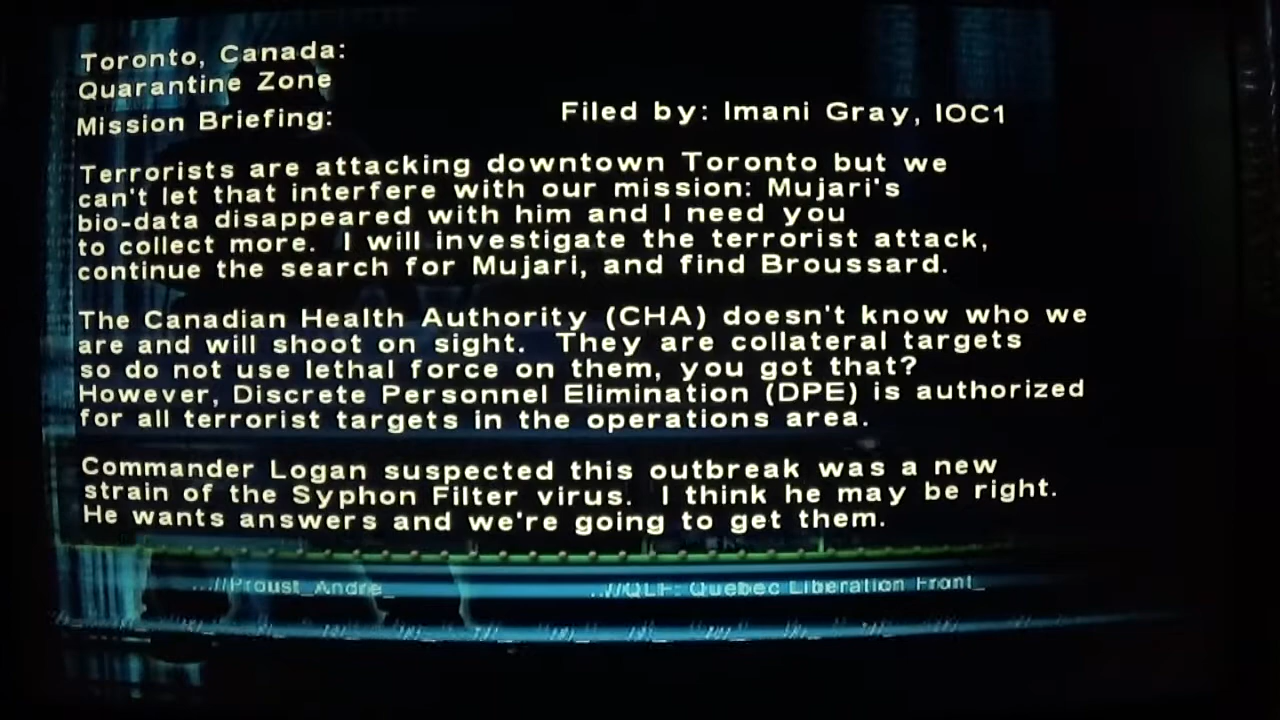 Toronto, Canada:
Quarantine Zone
Mission Briefing:
Filed by: Imani Gray, IOC1
Terrorists are attacking downtown Toronto but we
can't let that interfere with our mission: Mujari's
bio-data disappeared with him and I need you
to collect more. I will investigate the terrorist attack,
continue the search for Mujari, and find Broussard.
The Canadian Health Authority (CHA) doesn't know who we
are and will shoot on sight. They are collateral targets
so do not use lethal force on them, you got that?
However, Discrete Personnel Elimination (DPE) is authorized
for all terrorist targets in the operations area.
Commander Logan suspected this outbreak was a new
strain of the Syphon Filter virus. I think he may be right.
He wants answers and we're going to get them.
...//Proust_Andre_
...//QLF: Quebec Liberation Front_